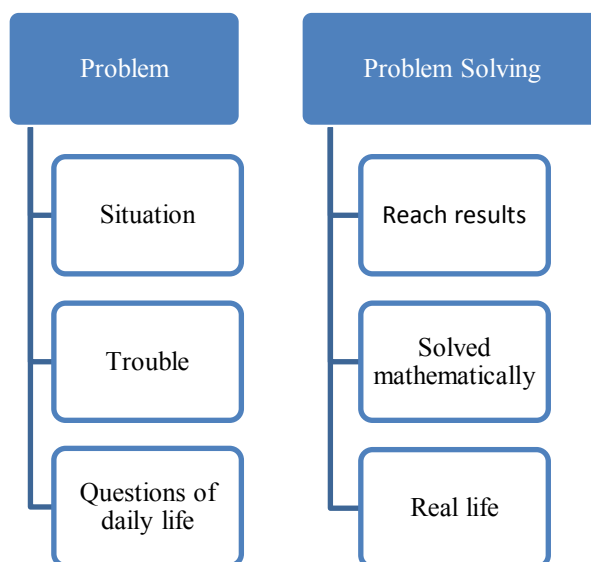 Problem
Situation
Trouble
Questions of
daily life
Problem Solving
Reach results
Solved
mathematically
Real life